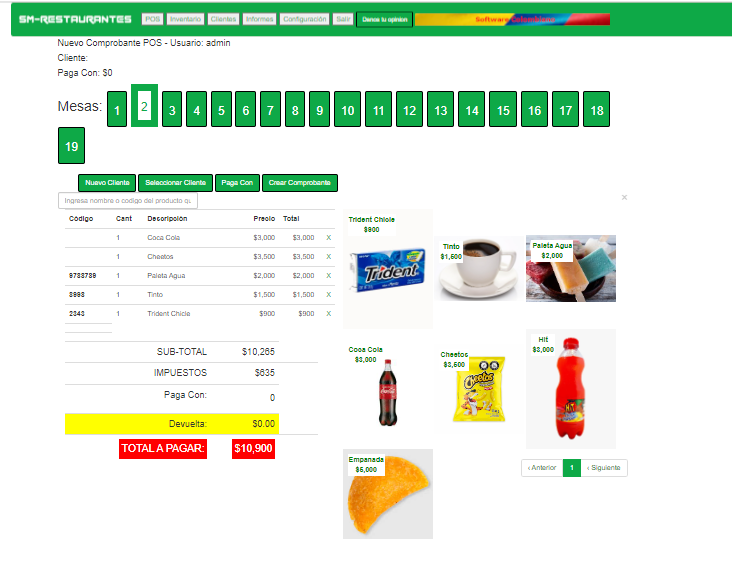 SM-RESTAURANTES POS Inventario Clientes Informes Configuración Salir Danos tu opinion Software
Nuevo Comprobante POS - Usuario: admin
Cliente:
Paga Con: $0
Mesas: 1 2 3 4 5 6 7 8 9 10 11 12 13 14 15 16 17 18
19
Nuevo Cliente Seleccionar Cliente Paga Con Crear Comprobante
Ingresa nombre o codigo del producto qu
×
Código Cant Descripción Precio Total
1 Coca Cola $3,000 $3,000 X
1 Cheetos $3,500 $3,500 X
9788789 1 Paleta Agua $2,000 $2,000 X
8998 1 Tinto $1,500 $1,500 X
2343 1 Trident Chicle $900 $900 X
SUB-TOTAL $10,265
IMPUESTOS $635
Paga Con: 0
Devuelta: $0.00
TOTAL A PAGAR: $10,900
Trident Chicle
$900
Trident
Tinto
$1,500
Paleta Agua
$2,000
Coca Cola
$3,000
Cheetos
$3,500
Cheetos
Hit
$3,000
Hit
Empanada
$5,000
‹ Anterior 1 › Siguiente